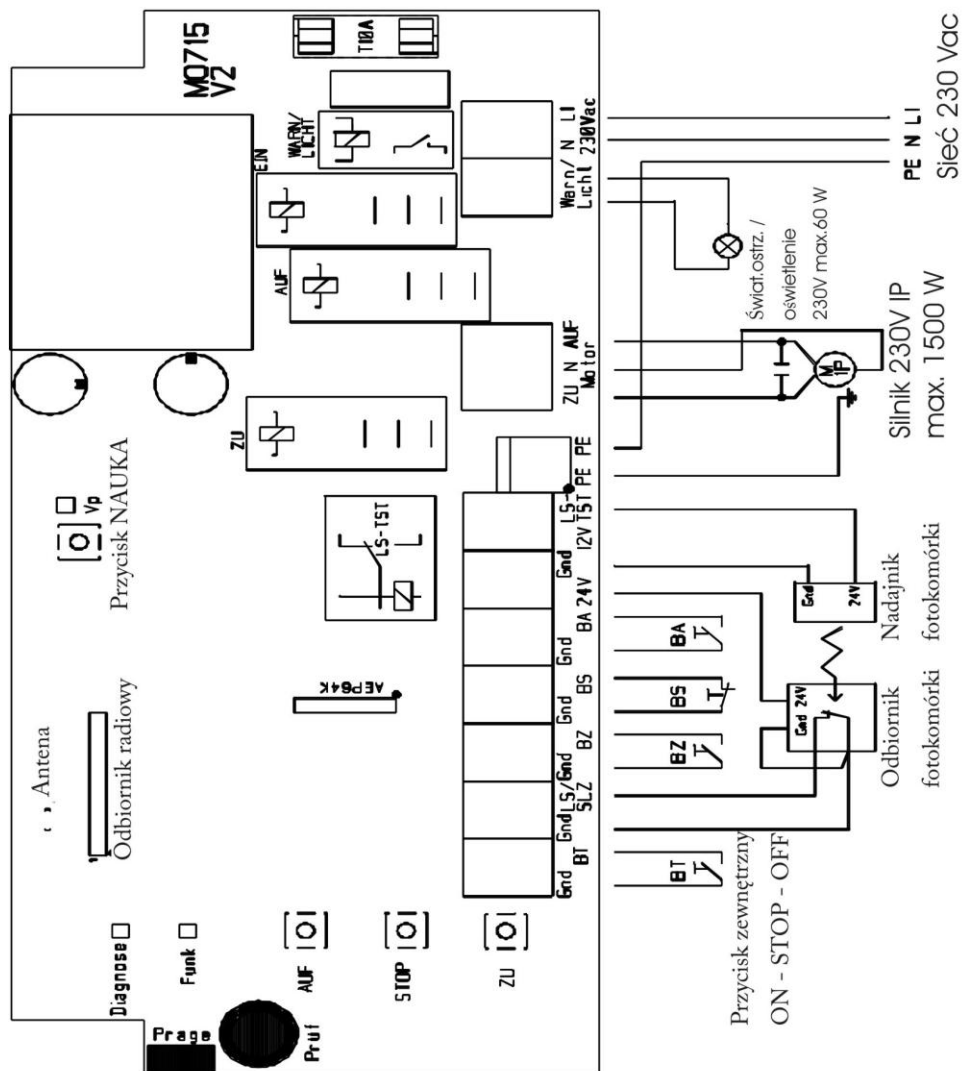 MO715
V2
T10A
WARN/
LICHT
EIN
AUF
ZU
LS-TST
AEP64K
Vp
Przycisk NAUKA
Antena
Odbiornik radiowy
Diagnose
Funk
AUF
STOP
ZU
Prage
Prüf
Warn/ N LI
Licht 230Vac
ZU N AUF
Motor
PE PE
LS-
12V TST
Gnd
24V
BA
Gnd
BS
Gnd
BZ
Gnd
LS/
SLZ
Gnd
BT
Gnd
PE N LI
Sieć 230 Vac
Świat.ostrz. /
oświetlenie
230V max.60 W
M
1P
Silnik 230V IP
max. 1500 W
Gnd 24V
Nadajnik
fotokomórki
Gnd 24V
Odbiornik
fotokomórki
BA
BS
BZ
BT
Przycisk zewnętrzny
ON - STOP - OFF